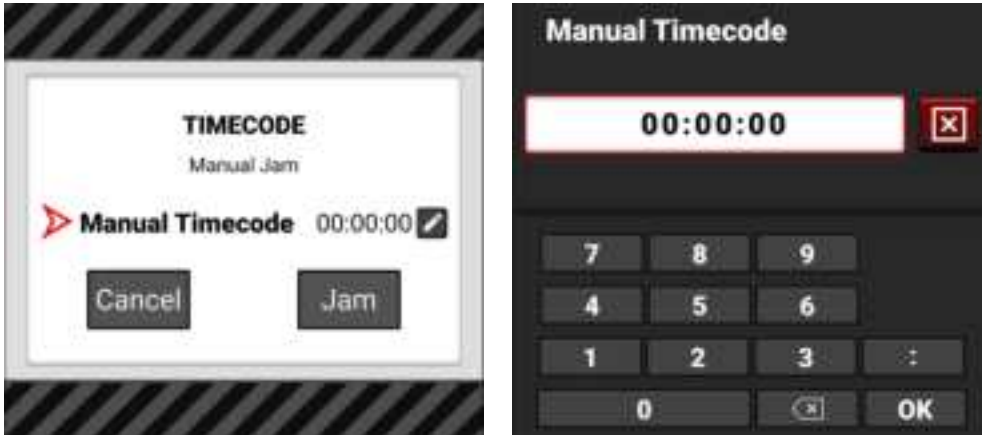 TIMECODE
Manual Jam
Manual Timecode 00:00:00
Cancel Jam
Manual Timecode
00:00:00
7 8 9
4 5 6
1 2 3 :
0 OK